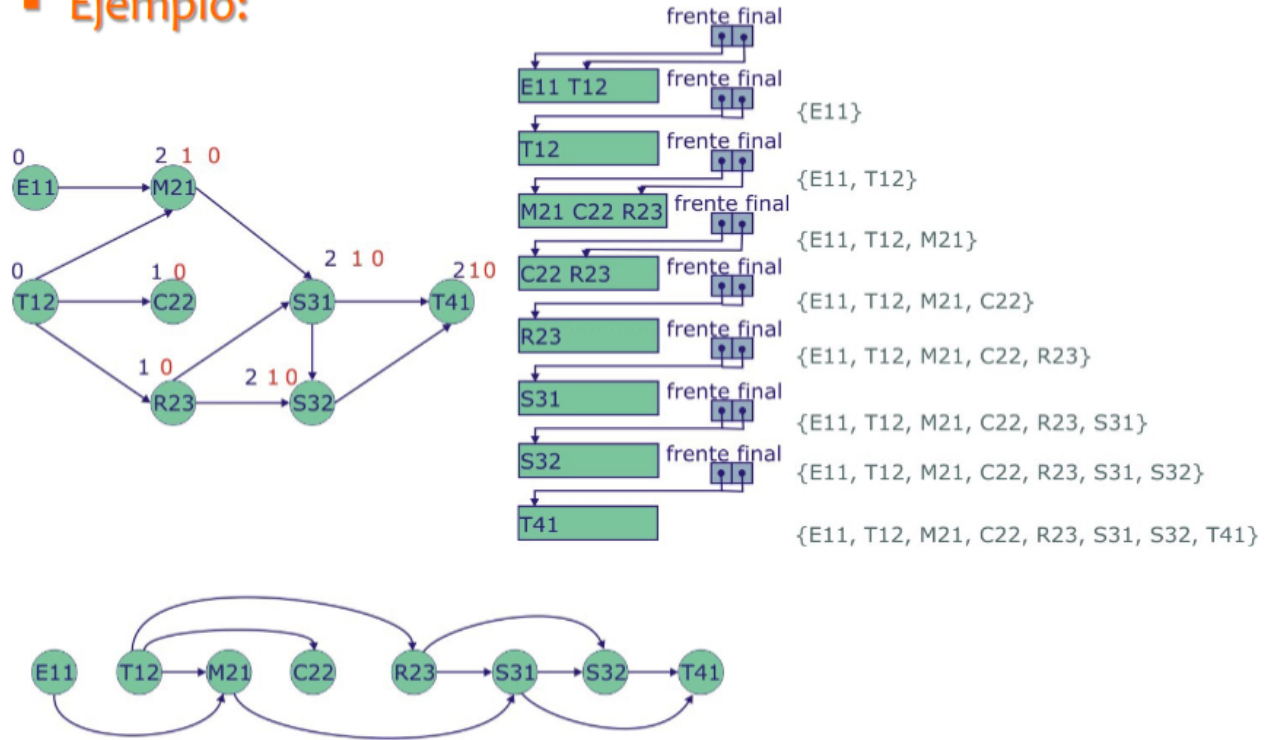 ▪ Ejemplo:
0
2 1 0
E11
M21
0
1 0
2 1 0
210
T12
C22
S31
T41
1 0
2 1 0
R23
S32
frente final
E11 T12
frente final
{E11}
T12
frente final
{E11, T12}
M21 C22 R23
frente final
{E11, T12, M21}
C22 R23
frente final
{E11, T12, M21, C22}
R23
frente final
{E11, T12, M21, C22, R23}
S31
frente final
{E11, T12, M21, C22, R23, S31}
S32
frente final
{E11, T12, M21, C22, R23, S31, S32}
T41
{E11, T12, M21, C22, R23, S31, S32, T41}
E11 T12 M21 C22 R23 S31 S32 T41